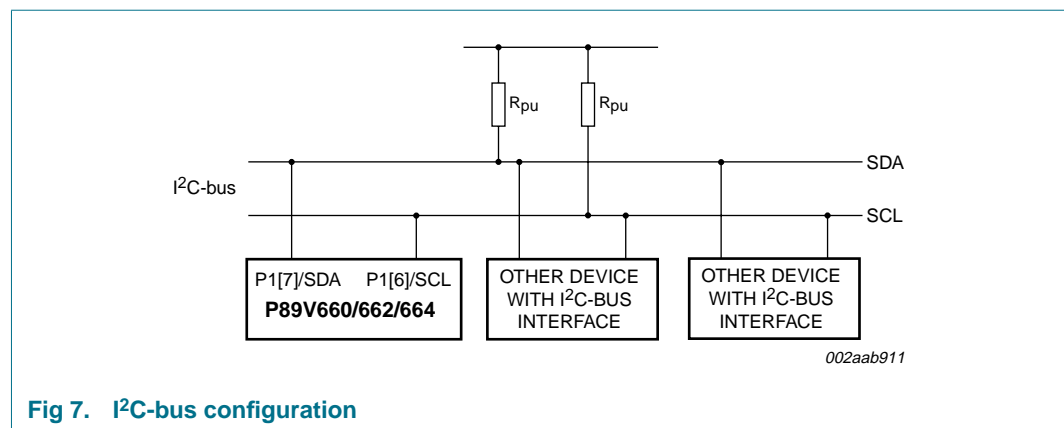 Rpu
Rpu
SDA
I2C-bus
SCL
P1[7]/SDA P1[6]/SCL
P89V660/662/664
OTHER DEVICE
WITH I2C-BUS
INTERFACE
OTHER DEVICE
WITH I2C-BUS
INTERFACE
002aab911
Fig 7. I2C-bus configuration